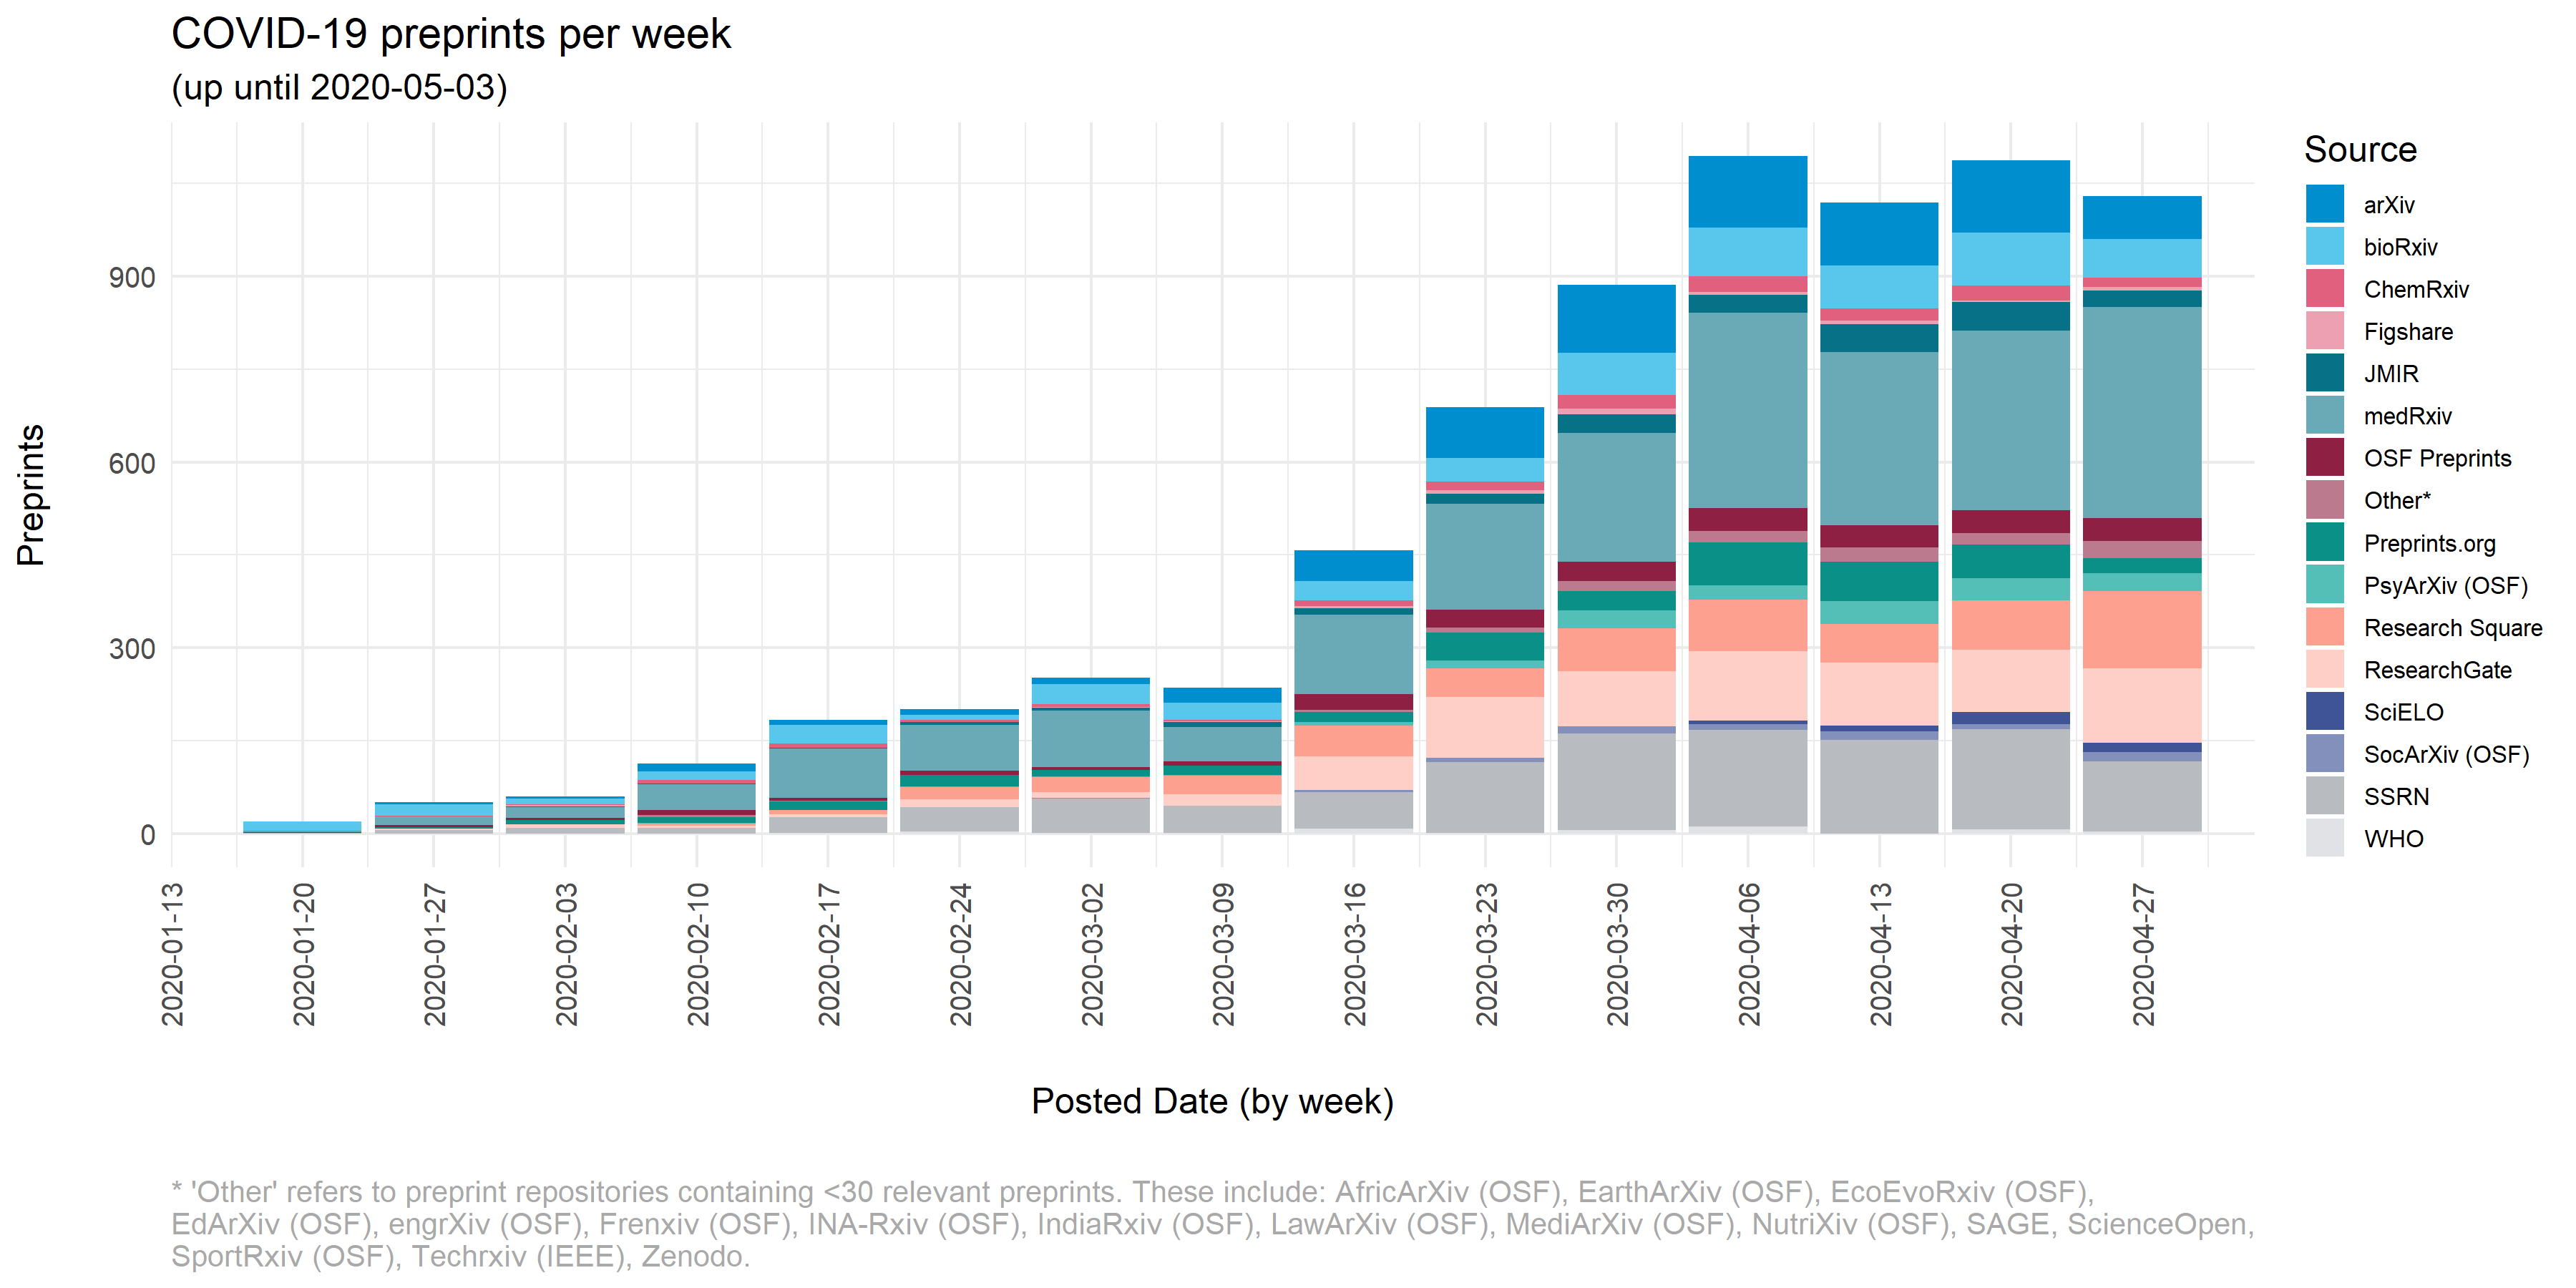 COVID-19 preprints per week
(up until 2020-05-03)
Preprints
900
600
300
0
2020-01-13
2020-01-20
2020-01-27
2020-02-03
2020-02-10
2020-02-17
2020-02-24
2020-03-02
2020-03-09
2020-03-16
2020-03-23
2020-03-30
2020-04-06
2020-04-13
2020-04-20
2020-04-27
Posted Date (by week)
Source
arXiv
bioRxiv
ChemRxiv
Figshare
JMIR
medRxiv
OSF Preprints
Other*
Preprints.org
PsyArXiv (OSF)
Research Square
ResearchGate
SciELO
SocArXiv (OSF)
SSRN
WHO
* 'Other' refers to preprint repositories containing <30 relevant preprints. These include: AfricArXiv (OSF), EarthArXiv (OSF), EcoEvoRxiv (OSF),
EdArXiv (OSF), engrXiv (OSF), Frenxiv (OSF), INA-Rxiv (OSF), IndiaRxiv (OSF), LawArXiv (OSF), MediArXiv (OSF), NutriXiv (OSF), SAGE, ScienceOpen,
SportRxiv (OSF), Techrxiv (IEEE), Zenodo.